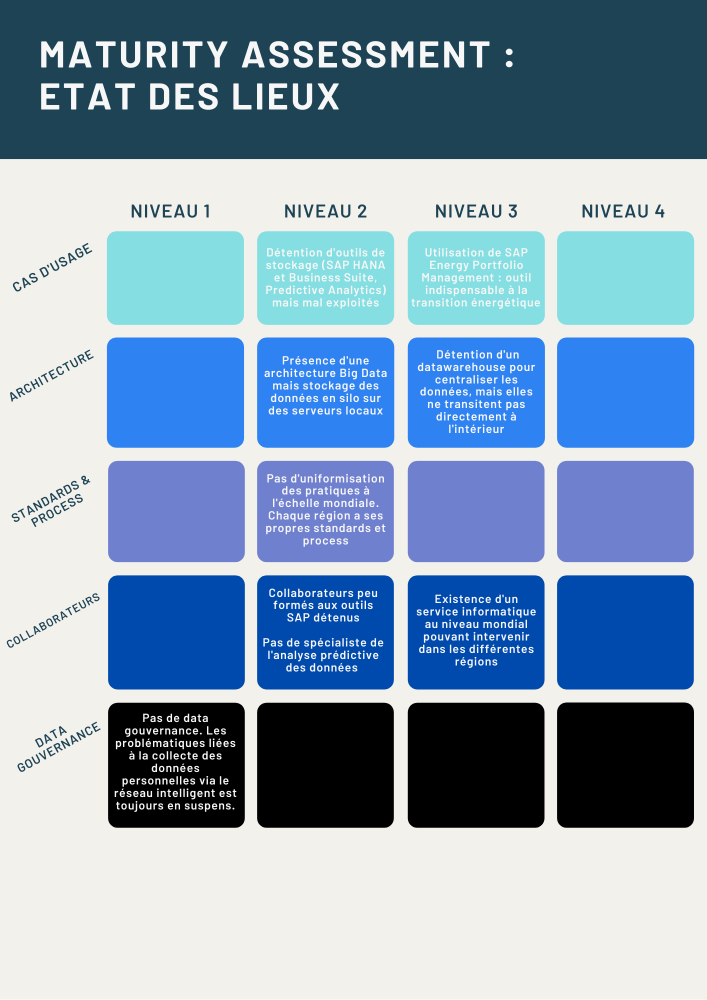 MATURITY ASSESSMENT :
ETAT DES LIEUX
NIVEAU 1
NIVEAU 2
NIVEAU 3
NIVEAU 4
CAS D'USAGE
Détention d'outils de
stockage (SAP HANA
et Business Suite,
Predictive Analytics)
mais mal exploités
Utilisation de SAP
Energy Portfolio
Management : outil
indispensable à la
transition énergétique
ARCHITECTURE
Présence d'une
architecture Big Data
mais stockage des
données en silo sur
des serveurs locaux
Détention d'un
datawarehouse pour
centraliser les
données, mais elles
ne transitent pas
directement à
l'intérieur
STANDARDS &
PROCESS
Pas d'uniformisation
des pratiques à
l'échelle mondiale.
Chaque région a ses
propres standards et
process
COLLABORATEURS
Collaborateurs peu
formés aux outils
SAP détenus
Pas de spécialiste de
l'analyse prédictive
des données
Existence d'un
service informatique
au niveau mondial
pouvant intervenir
dans les différentes
régions
DATA
GOUVERNANCE
Pas de data
gouvernance. Les
problématiques liées
à la collecte des
données
personnelles via le
réseau intelligent est
toujours en suspens.